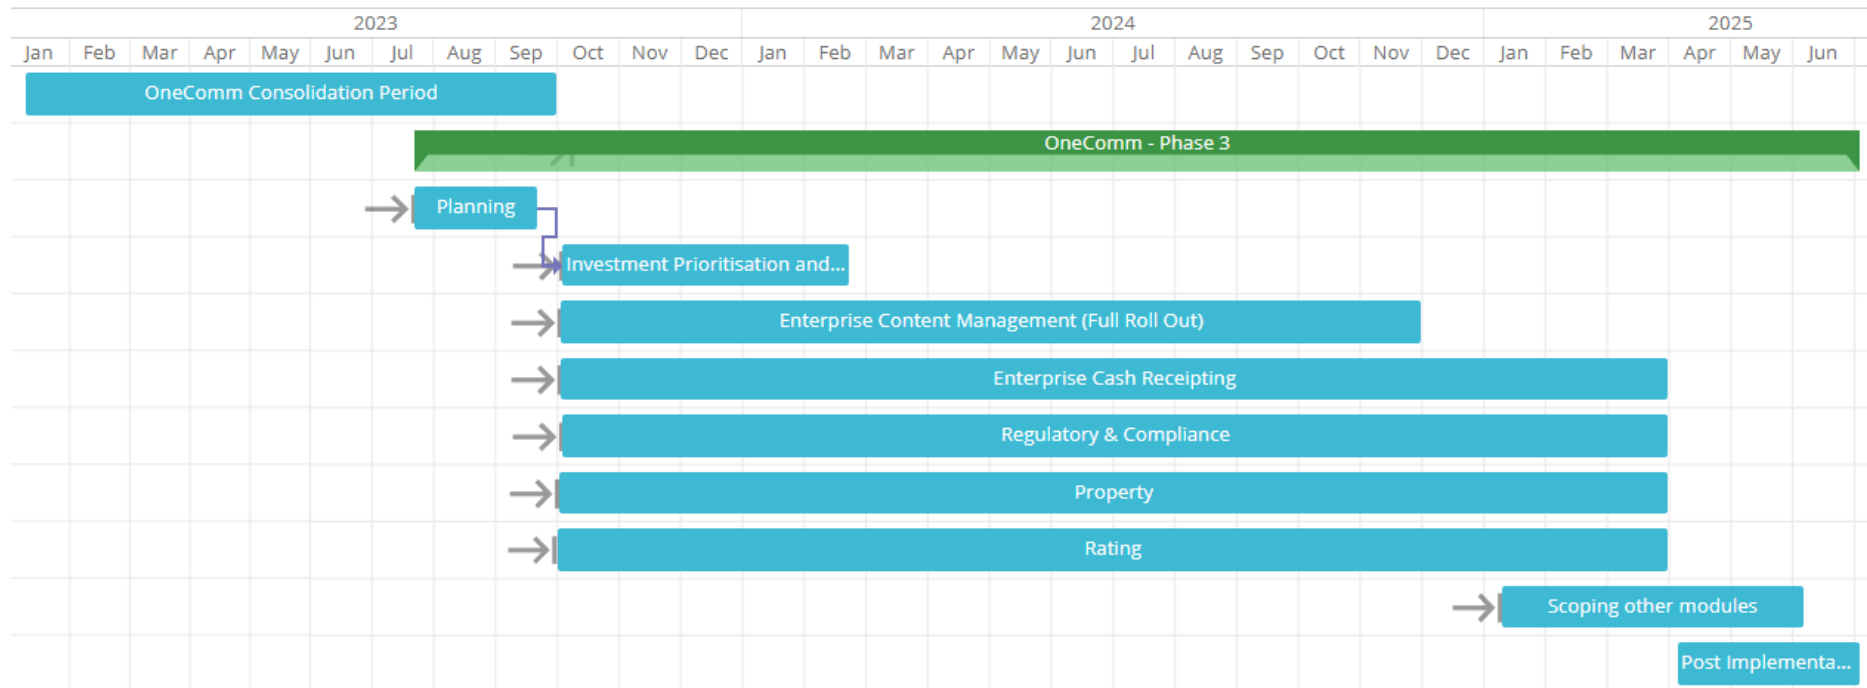 2023 2024 2025
Jan Feb Mar Apr May Jun Jul Aug Sep Oct Nov Dec Jan Feb Mar Apr May Jun Jul Aug Sep Oct Nov Dec Jan Feb Mar Apr May Jun
OneComm Consolidation Period
OneComm - Phase 3
Planning
Investment Prioritisation and...
Enterprise Content Management (Full Roll Out)
Enterprise Cash Receipting
Regulatory & Compliance
Property
Rating
Scoping other modules
Post Implementa...